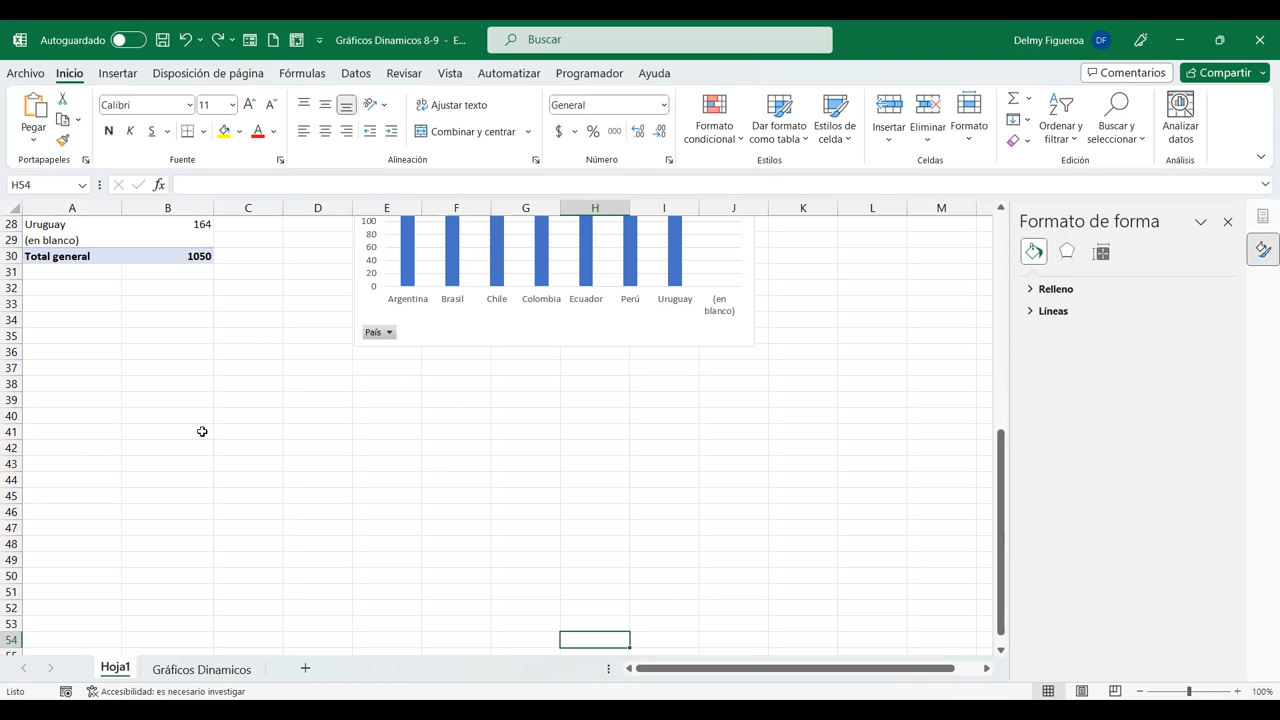 Autoguardado
Gráficos Dinamicos 8-9 - E...
Buscar
Delmy Figueroa
DF
Archivo Inicio Insertar Disposición de página Fórmulas Datos Revisar Vista Automatizar Programador Ayuda
Comentarios
Compartir
Pegar
Calibri
11
N K S
Ajustar texto
Combinar y centrar
General
$ % 000
Formato condicional
Dar formato como tabla
Estilos de celda
Insertar
Eliminar
Formato
Ordenar y filtrar
Buscar y seleccionar
Analizar datos
Portapapeles Fuente Alineación Número Estilos Celdas Edición Análisis
H54
fx
A B C D E F G H I J K L M
28 Uruguay 164
29 (en blanco)
30 Total general 1050
31
32
33
34
35
36
37
38
39
40
41
42
43
44
45
46
47
48
49
50
51
52
53
54
55
100
80
60
40
20
0
Argentina Brasil Chile Colombia Ecuador Perú Uruguay (en blanco)
País
Formato de forma
Relleno
Líneas
Hoja1 Gráficos Dinamicos
Listo
Accesibilidad: es necesario investigar
100%